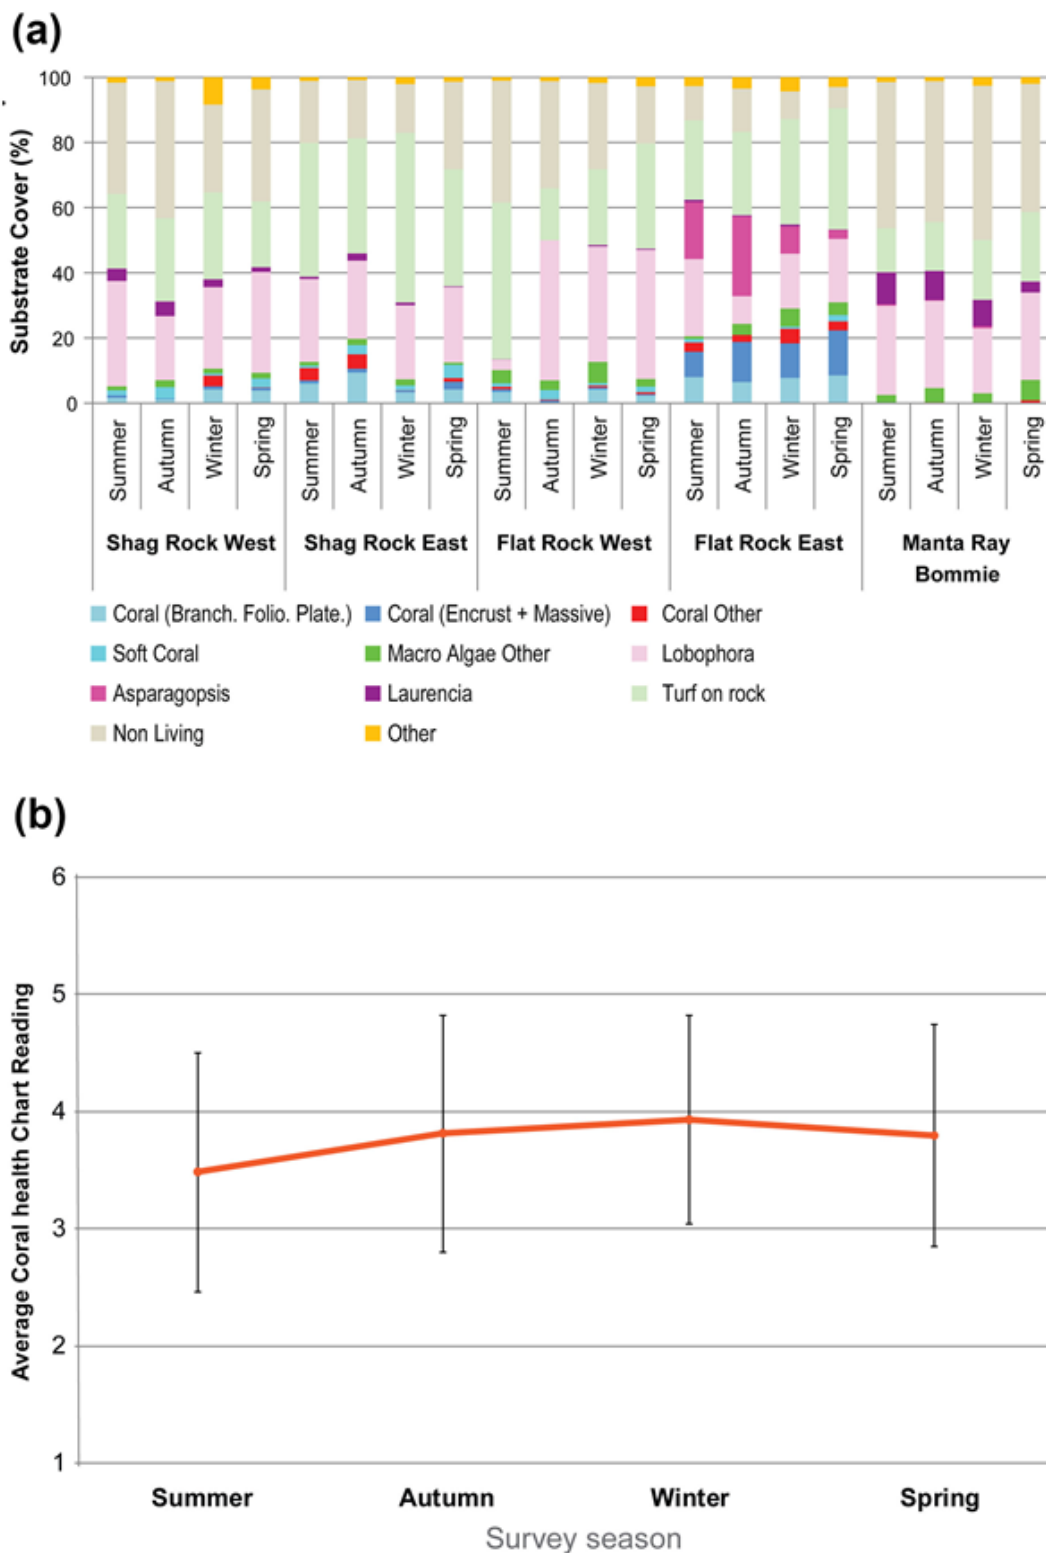 (a)
Substrate Cover (%)
100
80
60
40
20
0
Summer
Autumn
Winter
Spring
Summer
Autumn
Winter
Spring
Summer
Autumn
Winter
Spring
Summer
Autumn
Winter
Spring
Summer
Autumn
Winter
Spring
Shag Rock West
Shag Rock East
Flat Rock West
Flat Rock East
Manta Ray
Bommie
Coral (Branch. Folio. Plate.)
Coral (Encrust + Massive)
Coral Other
Soft Coral
Macro Algae Other
Lobophora
Asparagopsis
Laurencia
Turf on rock
Non Living
Other
(b)
Average Coral health Chart Reading
6
5
4
3
2
1
Summer
Autumn
Winter
Spring
Survey season